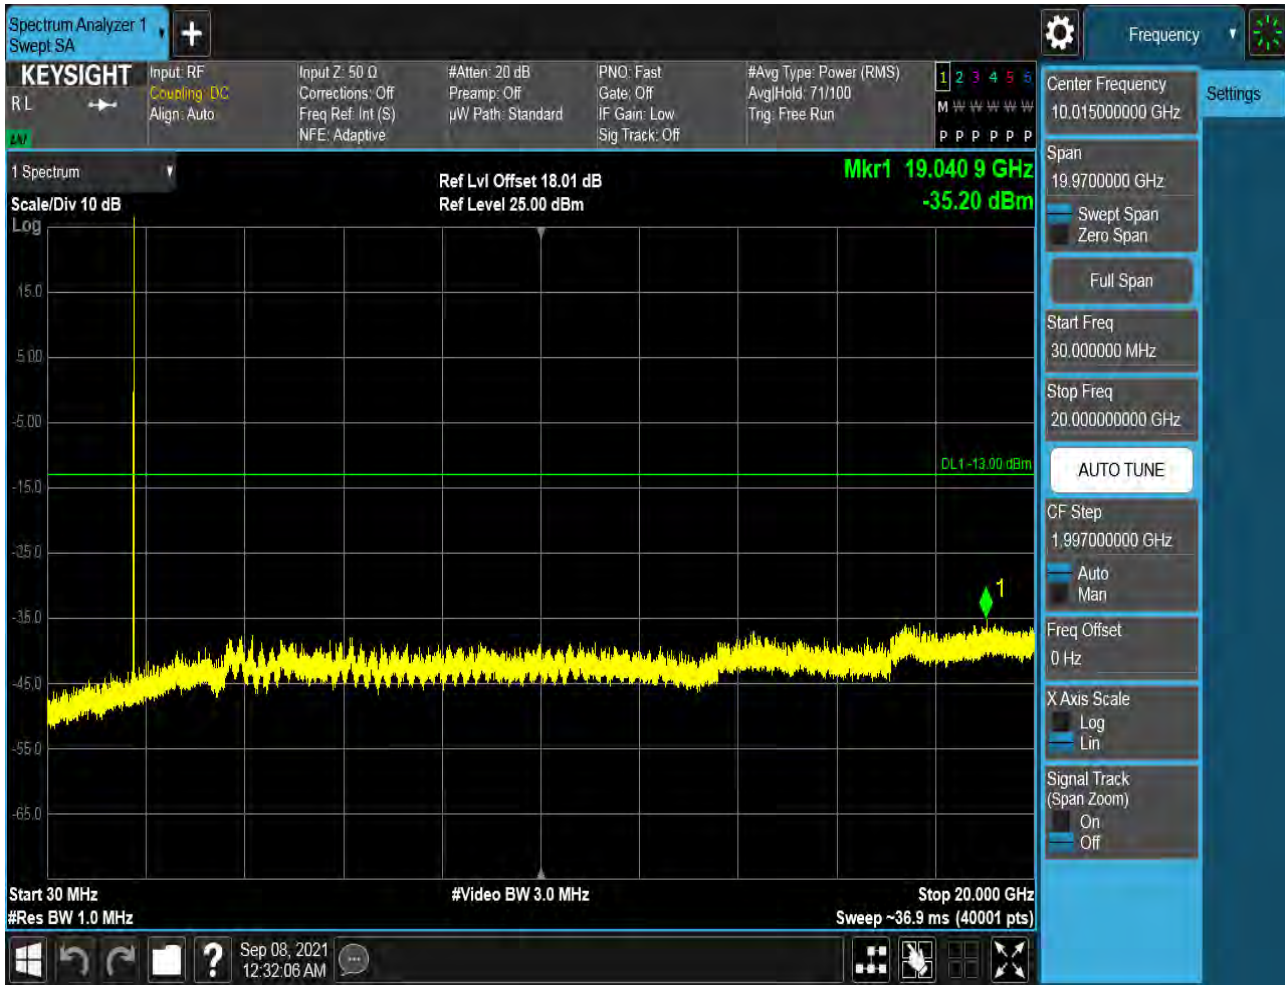 Spectrum Analyzer 1
Swept SA
Frequency
KEYSIGHT
R L
Input: RF
Coupling: DC
Align: Auto
Input Z: 50 Ω
Corrections: Off
Freq Ref: Int (S)
NFE: Adaptive
#Atten: 20 dB
Preamp: Off
µW Path: Standard
PNO: Fast
Gate: Off
IF Gain: Low
Sig Track: Off
#Avg Type: Power (RMS)
Avg|Hold: 71/100
Trig: Free Run
1 2 3 4 5 6
M W W W W W
P P P P P P
LNI
1 Spectrum
Scale/Div 10 dB
Log
Ref Lvl Offset 18.01 dB
Ref Level 25.00 dBm
Mkr1 19.040 9 GHz
-35.20 dBm
15.0
5.00
-5.00
-15.0
-25.0
-35.0
-45.0
-55.0
-65.0
DL1 -13.00 dBm
1
Start 30 MHz
#Res BW 1.0 MHz
#Video BW 3.0 MHz
Stop 20.000 GHz
Sweep ~36.9 ms (40001 pts)
Sep 08, 2021
12:32:06 AM
Center Frequency
10.015000000 GHz
Settings
Span
19.9700000 GHz
Swept Span
Zero Span
Full Span
Start Freq
30.000000 MHz
Stop Freq
20.000000000 GHz
AUTO TUNE
CF Step
1.997000000 GHz
Auto
Man
Freq Offset
0 Hz
X Axis Scale
Log
Lin
Signal Track
(Span Zoom)
On
Off